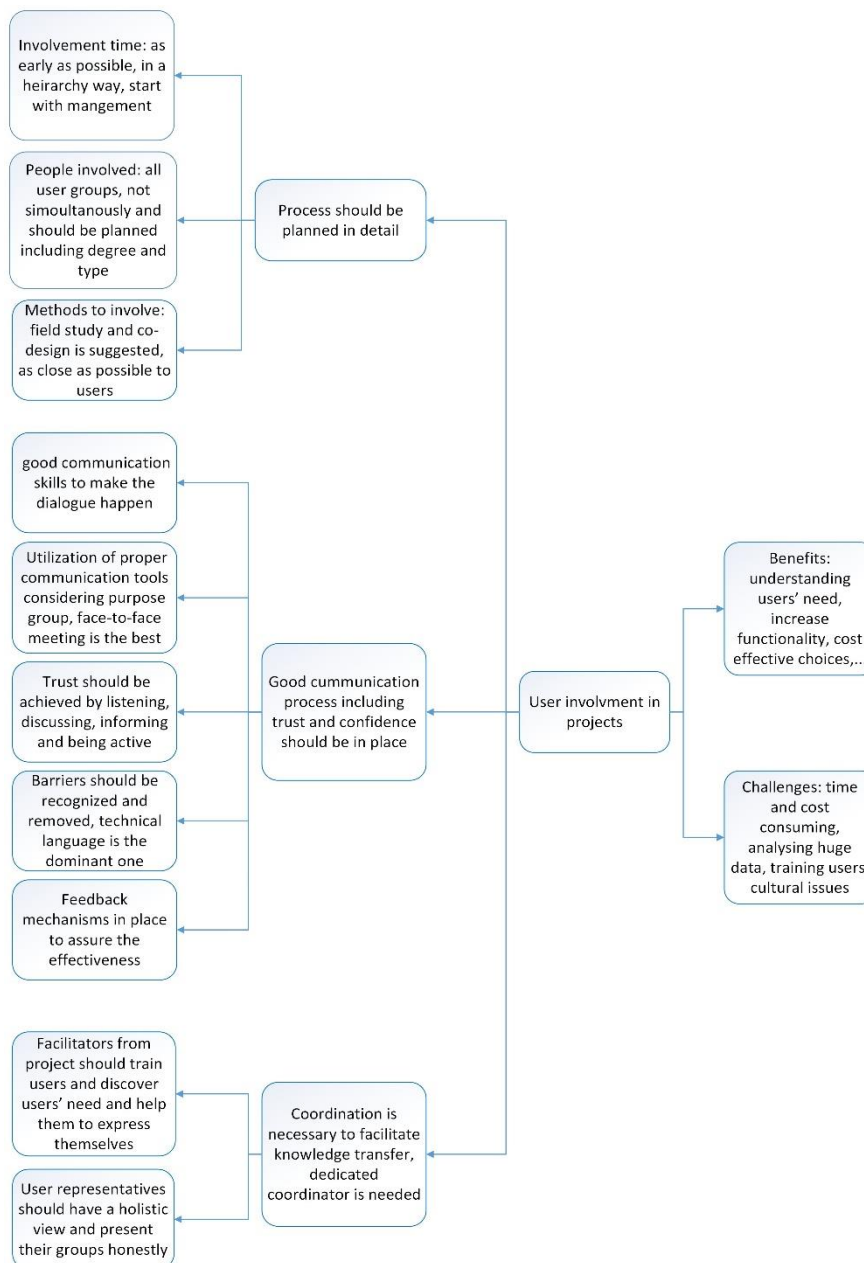 Involvement time: as
early as possible, in a
heirarchy way, start
with mangement
People involved: all
user groups, not
simoultanously and
should be planned
including degree and
type
Methods to involve:
field study and co-
design is suggested,
as close as possible to
users
Process should be
planned in detail
good communication
skills to make the
dialogue happen
Utilization of proper
communication tools
considering purpose
group, face-to-face
meeting is the best
Trust should be
achieved by listening,
discussing, informing
and being active
Barriers should be
recognized and
removed, technical
language is the
dominant one
Feedback
mechanisms in place
to assure the
effectiveness
Good cummunication
process including
trust and confidence
should be in place
Facilitators from
project should train
users and discover
users’ need and help
them to express
themselves
User representatives
should have a holistic
view and present
their groups honestly
Coordination is
necessary to facilitate
knowledge transfer,
dedicated
coordinator is needed
User involvment in
projects
Benefits:
understanding
users’ need,
increase
functionality, cost
effective choices,...
Challenges: time
and cost
consuming,
analysing huge
data, training users
cultural issues